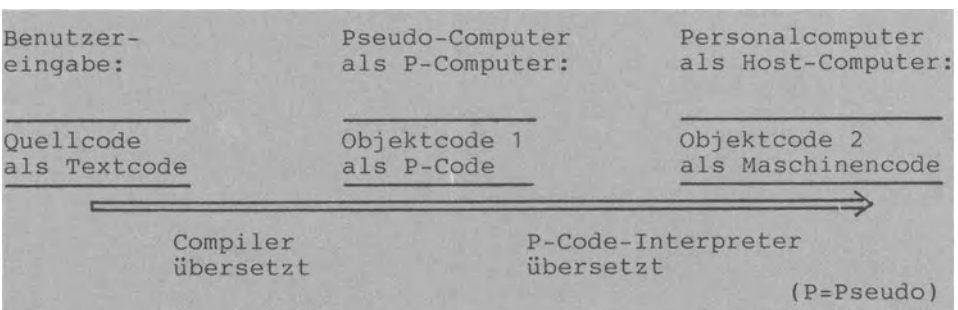 Benutzer-
eingabe:
Pseudo-Computer
als P-Computer:
Personalcomputer
als Host-Computer:
Quellcode
als Textcode
Objektcode 1
als P-Code
Objektcode 2
als Maschinencode
Compiler
übersetzt
P-Code-Interpreter
übersetzt
(P=Pseudo)